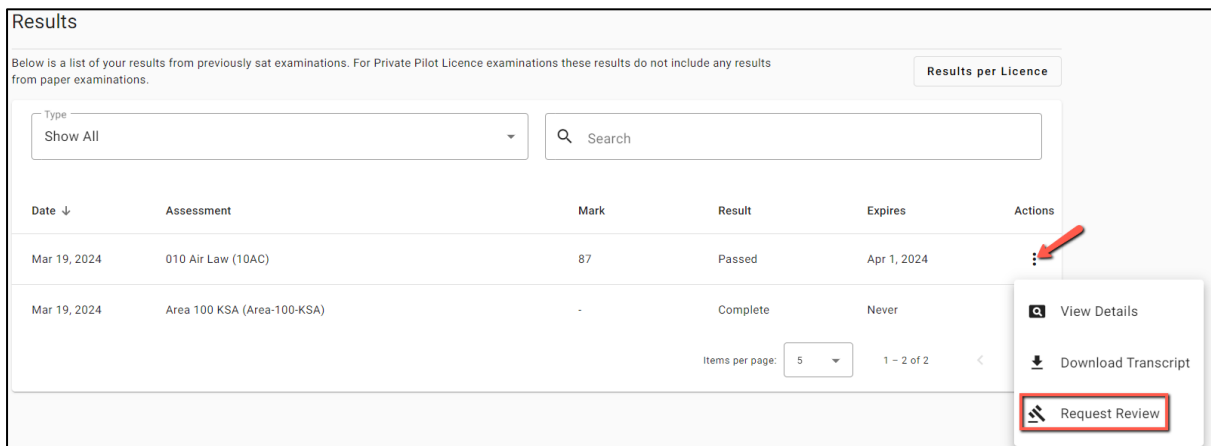 Results
Below is a list of your results from previously sat examinations. For Private Pilot Licence examinations these results do not include any results
from paper examinations.
Results per Licence
Type
Show All
Search
Date Assessment Mark Result Expires Actions
Mar 19, 2024 010 Air Law (10AC) 87 Passed Apr 1, 2024
Mar 19, 2024 Area 100 KSA (Area-100-KSA) - Complete Never
View Details
Items per page: 5 1 – 2 of 2
Download Transcript
Request Review